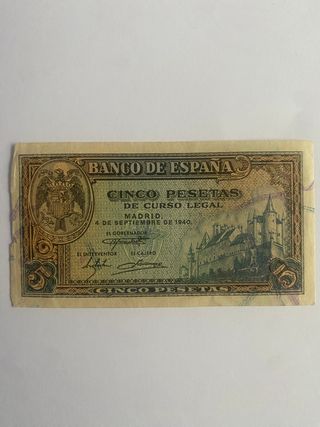 BANCO DE ESPAÑA
CINCO PESETAS
DE CURSO LEGAL
MADRID,
4 DE SEPTIEMBRE DE 1940.
EL GOBERNADOR
EL INTERVENTOR EL CAJERO
5 5
CINCO PESETAS